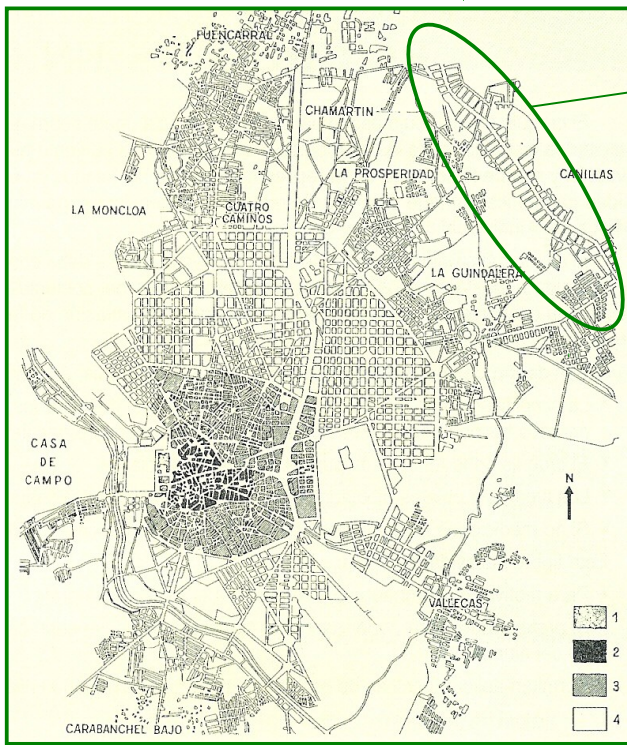 FUENCARRAL
CHAMARTIN
LA PROSPERIDAD
CANILLAS
LA MONCLOA
CUATRO
CAMINOS
LA GUINDALERA
CASA
DE
CAMPO
N
VALLECAS
1
2
3
4
CARABANCHEL BAJO